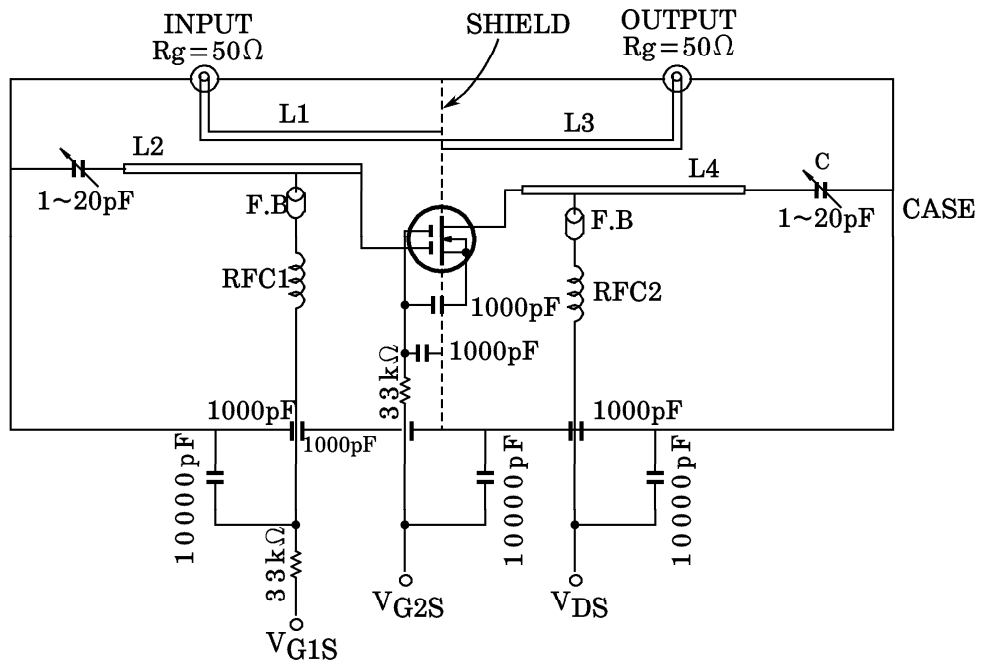 INPUT
Rg=50Ω
SHIELD
OUTPUT
Rg=50Ω
L1
L3
L2
L4
C
1~20pF
F.B
F.B
1~20pF
CASE
RFC1
RFC2
1000pF
1000pF
33kΩ
1000pF
1000pF
1000pF
10000pF
10000pF
10000pF
33kΩ
VG2S
VDS
VG1S